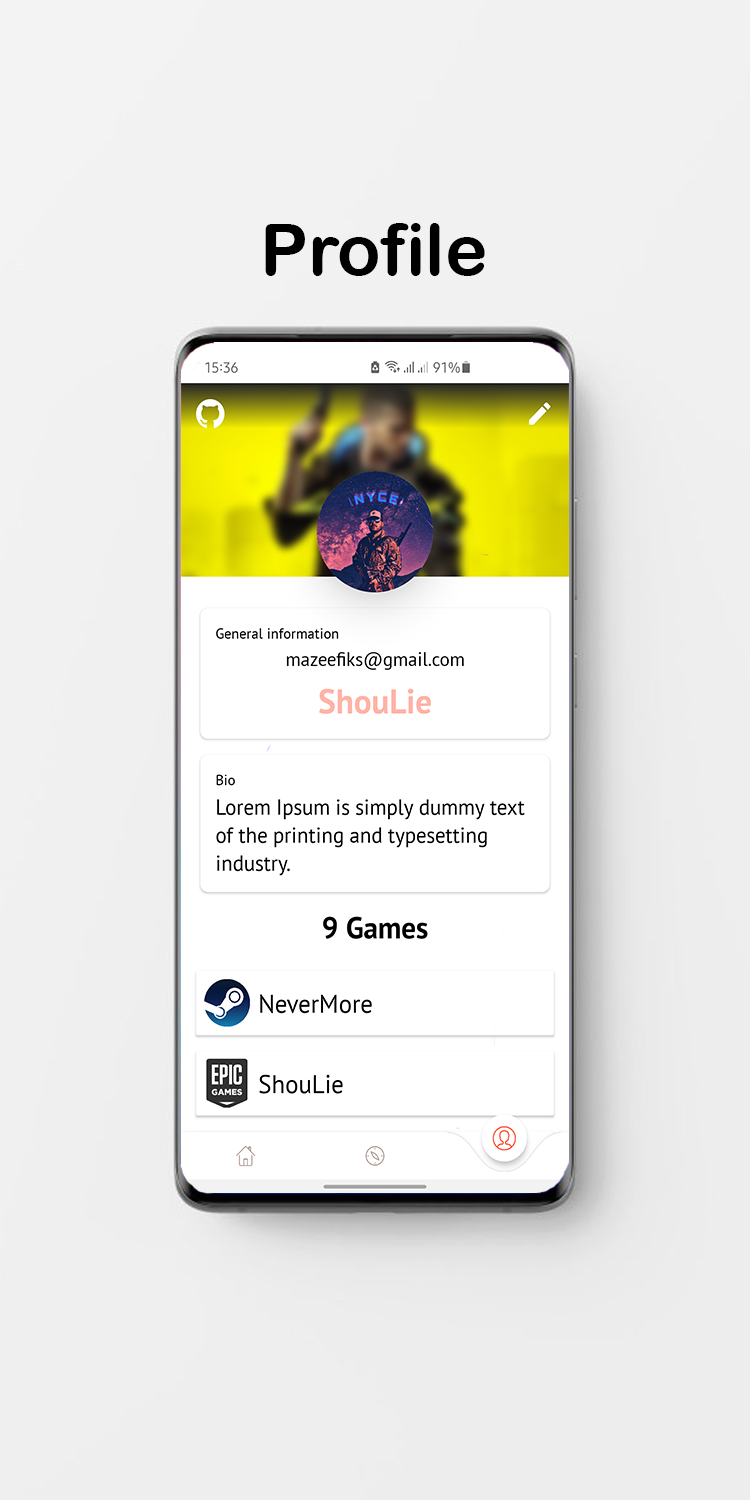 Profile
15:36
91%
NYCE
General information
mazeefiks@gmail.com
ShouLie
Bio
Lorem Ipsum is simply dummy text
of the printing and typesetting
industry.
9 Games
NeverMore
EPIC
GAMES
ShouLie